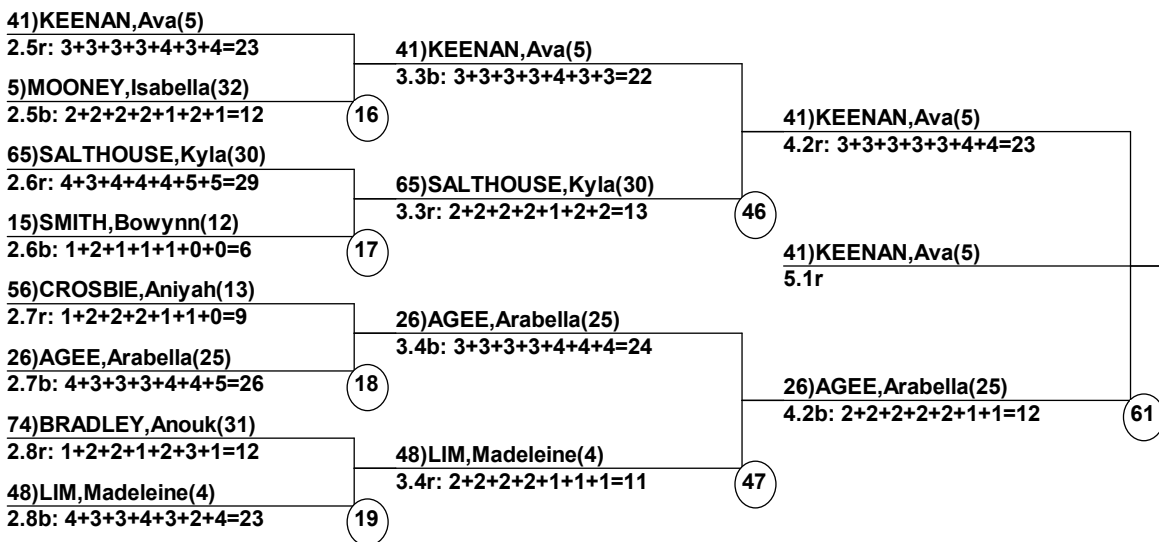 41)KEENAN,Ava(5)
2.5r: 3+3+3+3+4+3+4=23
5)MOONEY,Isabella(32)
2.5b: 2+2+2+2+1+2+1=12
16
65)SALTHOUSE,Kyla(30)
2.6r: 4+3+4+4+4+5+5=29
15)SMITH,Bowynn(12)
2.6b: 1+2+1+1+1+0+0=6
17
56)CROSBIE,Aniyah(13)
2.7r: 1+2+2+2+1+1+0=9
26)AGEE,Arabella(25)
2.7b: 4+3+3+3+4+4+5=26
18
74)BRADLEY,Anouk(31)
2.8r: 1+2+2+1+2+3+1=12
48)LIM,Madeleine(4)
2.8b: 4+3+3+4+3+2+4=23
19
41)KEENAN,Ava(5)
3.3b: 3+3+3+3+4+3+3=22
65)SALTHOUSE,Kyla(30)
3.3r: 2+2+2+2+1+2+2=13
46
26)AGEE,Arabella(25)
3.4b: 3+3+3+3+4+4+4=24
48)LIM,Madeleine(4)
3.4r: 2+2+2+2+1+1+1=11
47
41)KEENAN,Ava(5)
4.2r: 3+3+3+3+3+4+4=23
26)AGEE,Arabella(25)
4.2b: 2+2+2+2+2+1+1=12
61
41)KEENAN,Ava(5)
5.1r